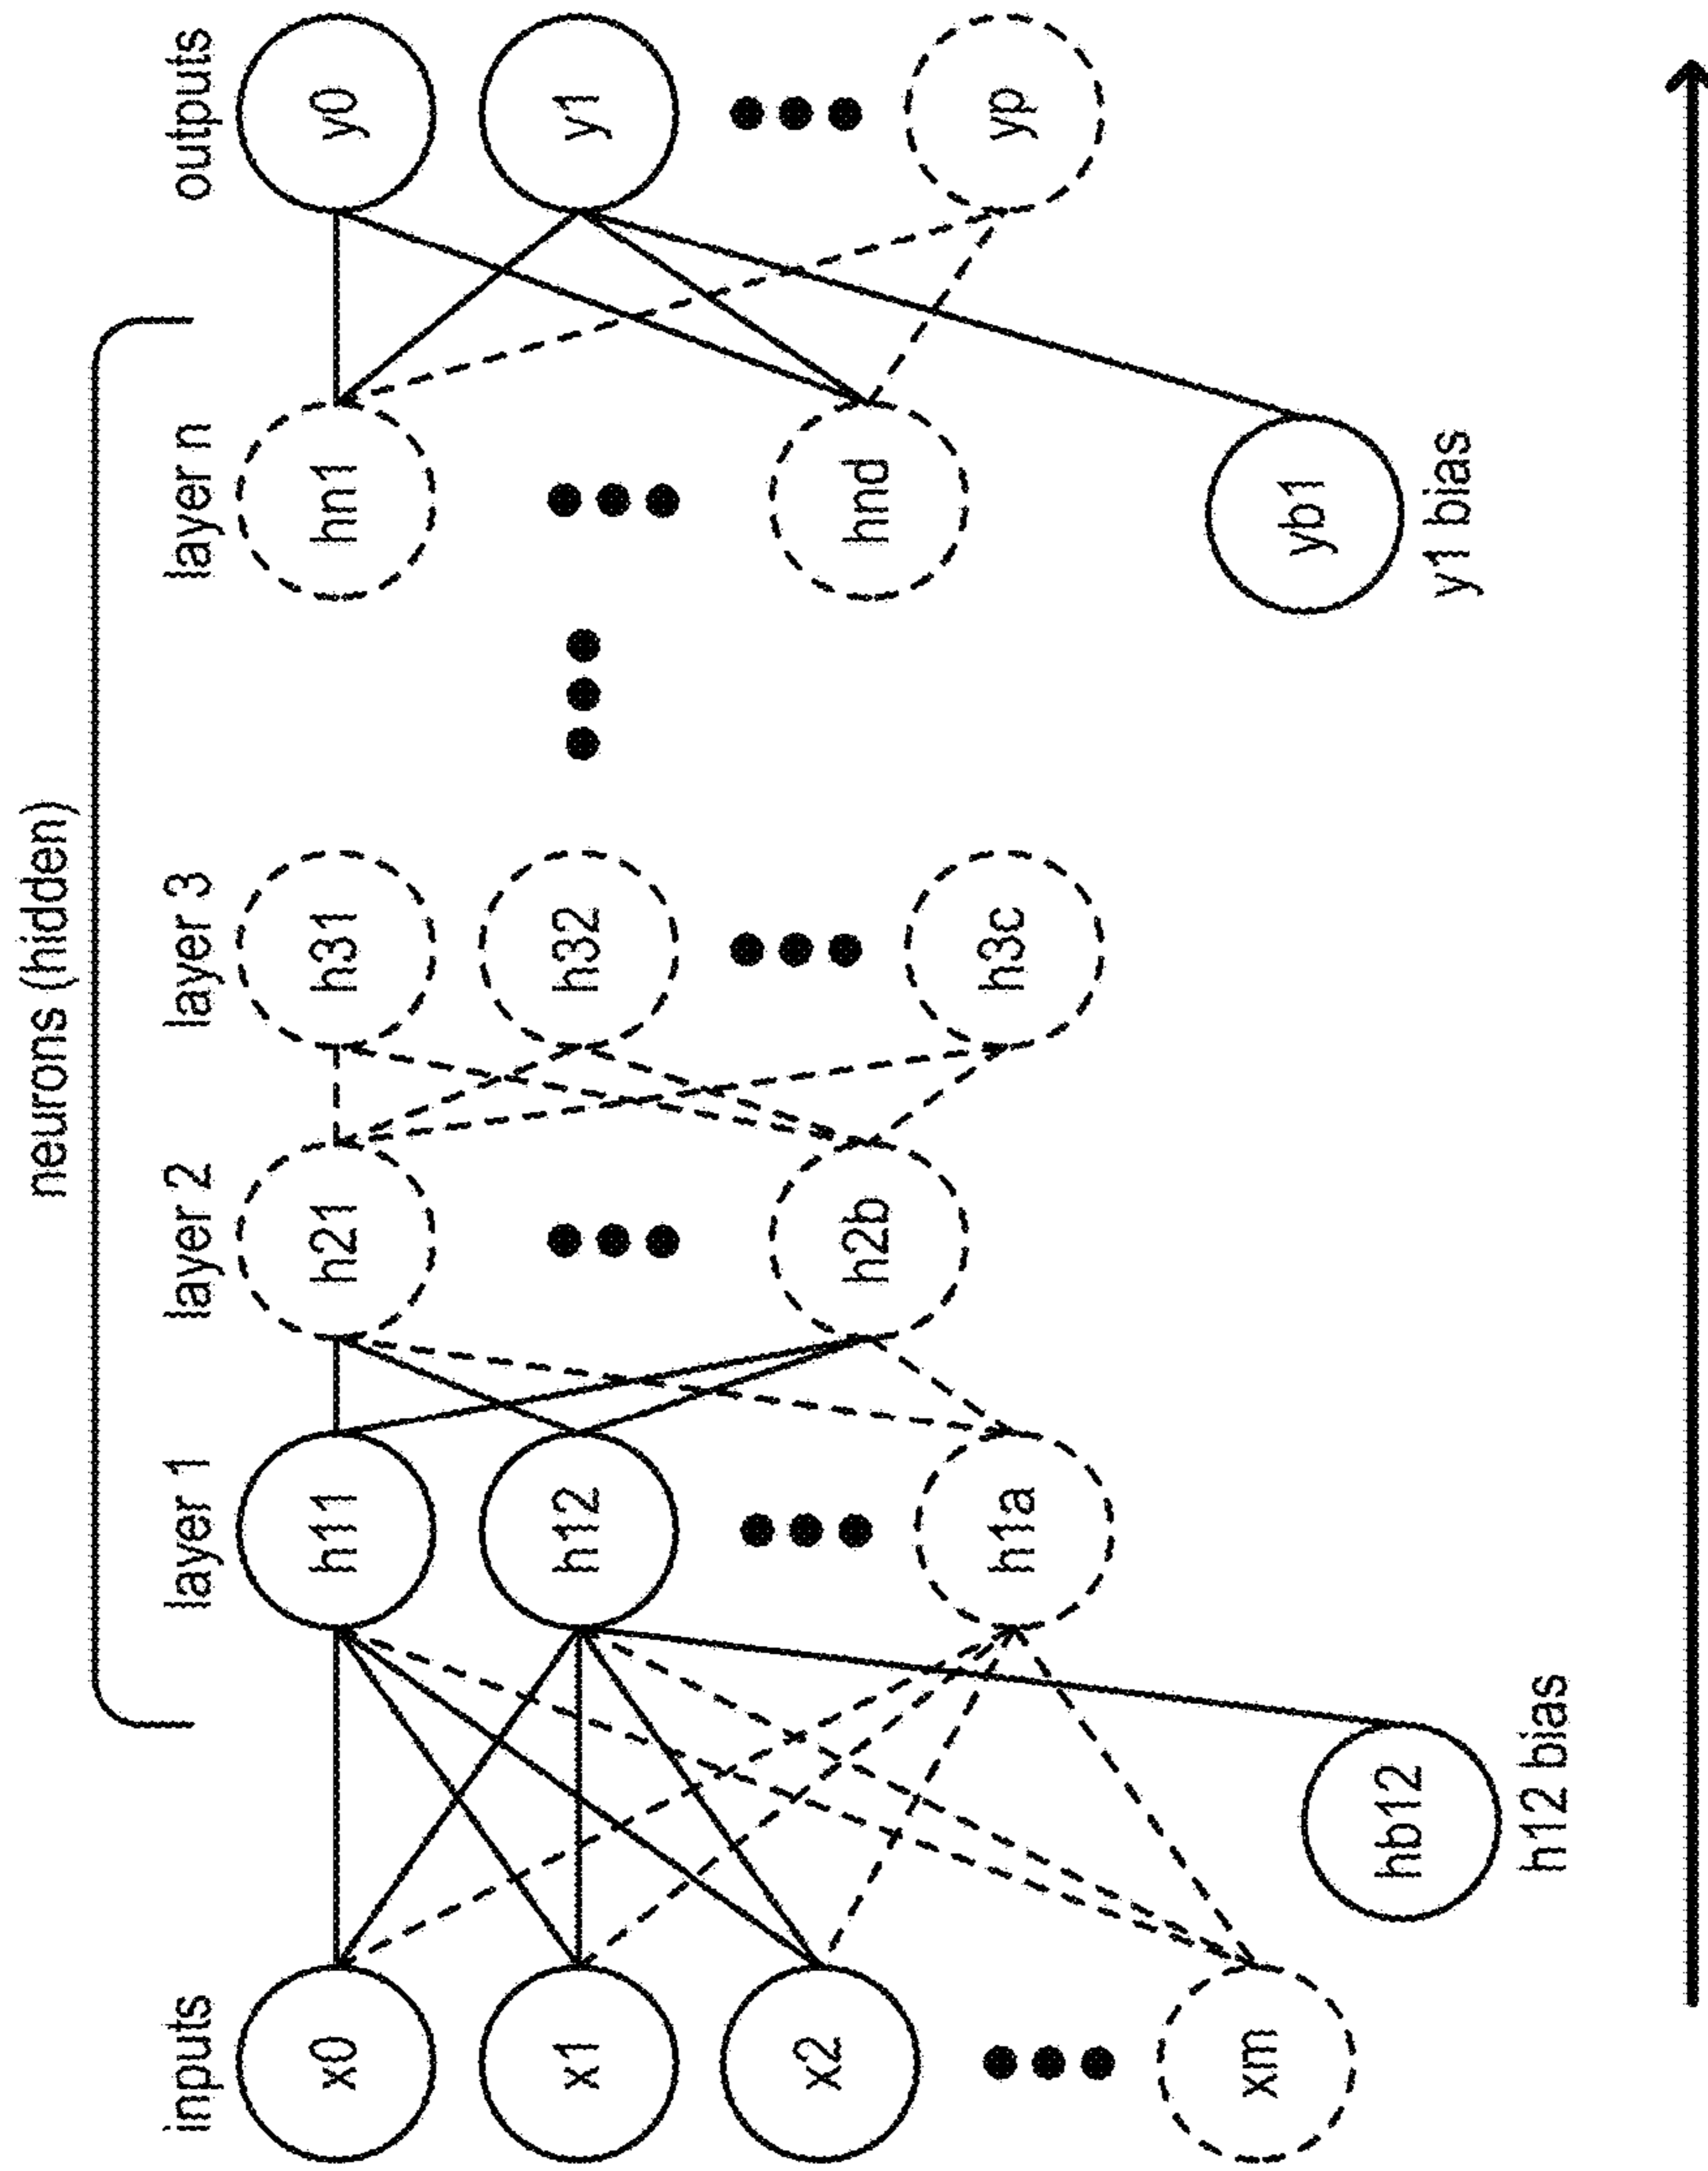 neurons (hidden)
inputs
layer 1
layer 2
layer 3
layer n
outputs
x0
h11
h21
h31
hn1
y0
x1
h12
h32
y1
x2
h2b
hnd
h1a
h3c
yp
xm
hb12
h12 bias
yb1
y1 bias